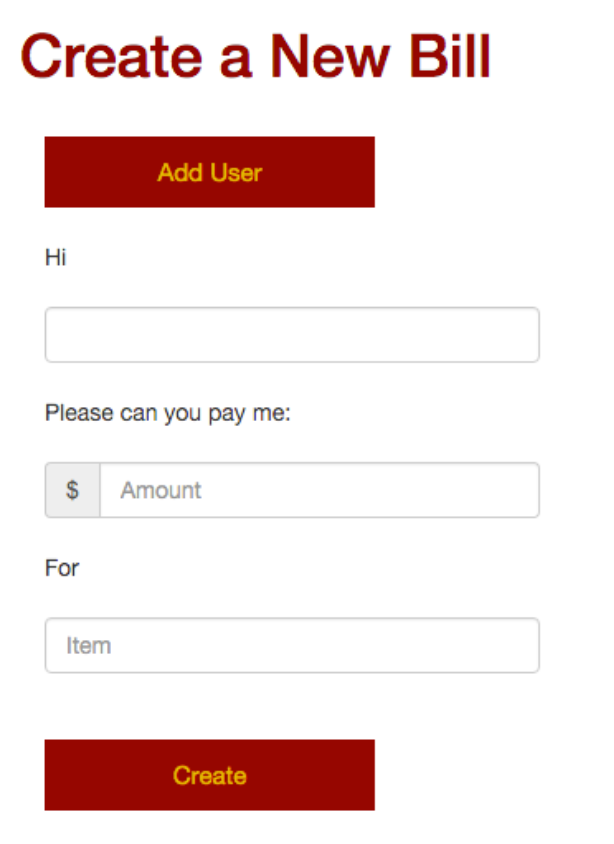 Create a New Bill
Add User
Hi
Please can you pay me:
$ Amount
For
Item
Create